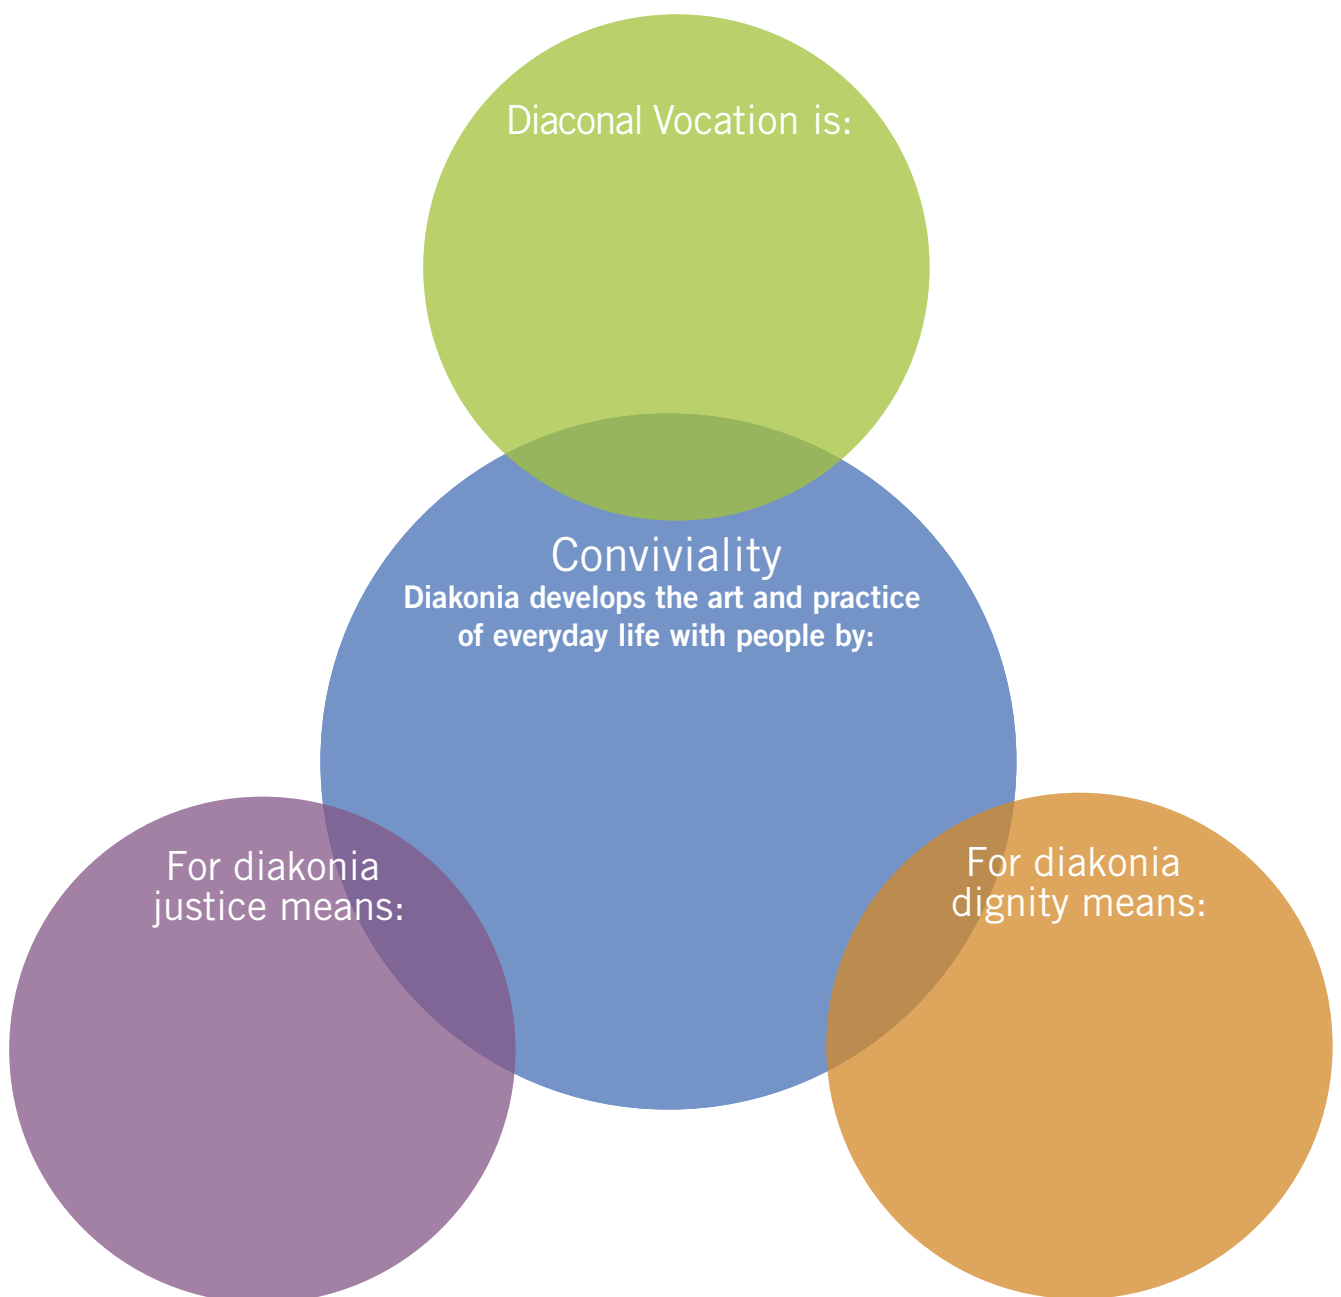 Diaconal Vocation is:
Conviviality
Diakonia develops the art and practice
of everyday life with people by:
For diakonia
justice means:
For diakonia
dignity means: